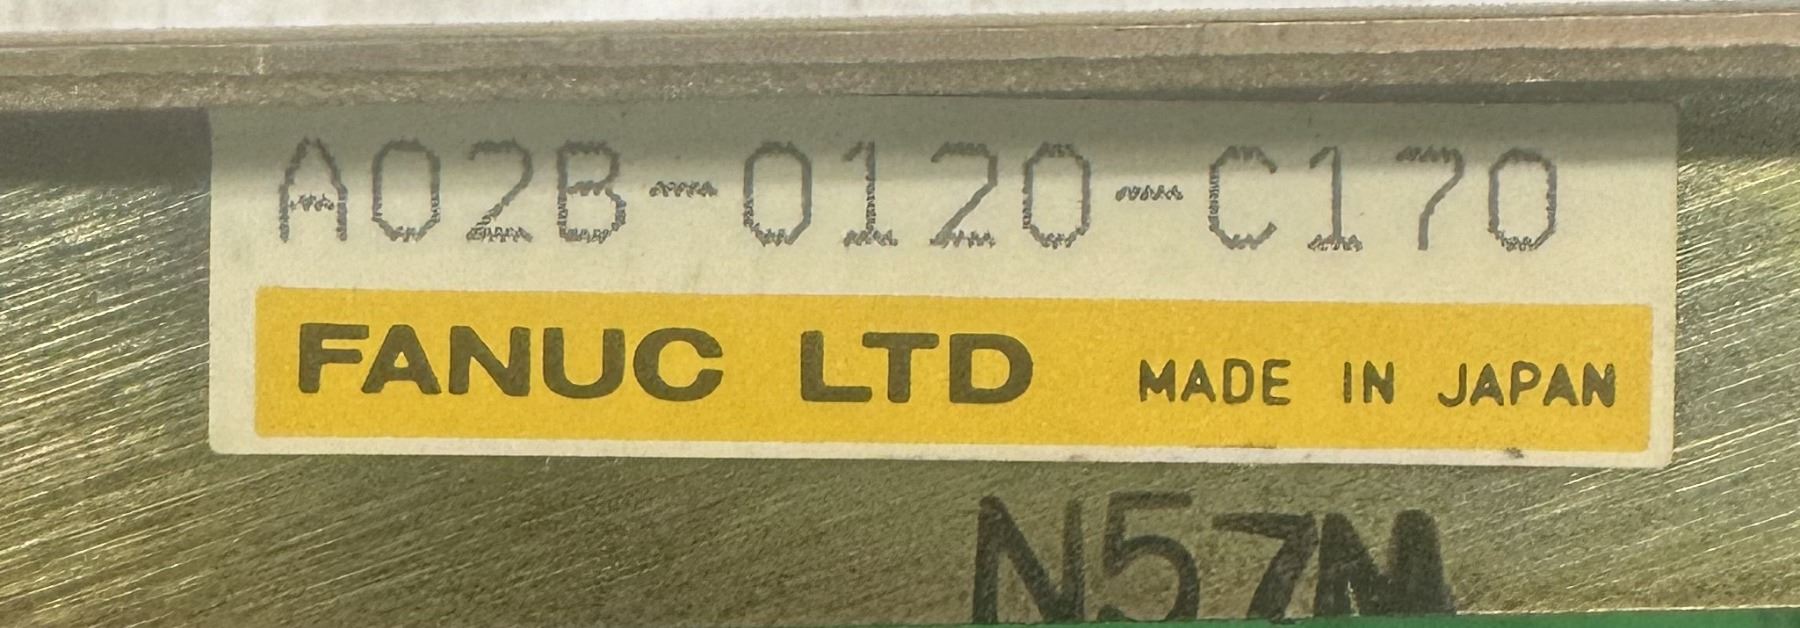 A02B-0120-C170
FANUC LTD MADE IN JAPAN
N57M